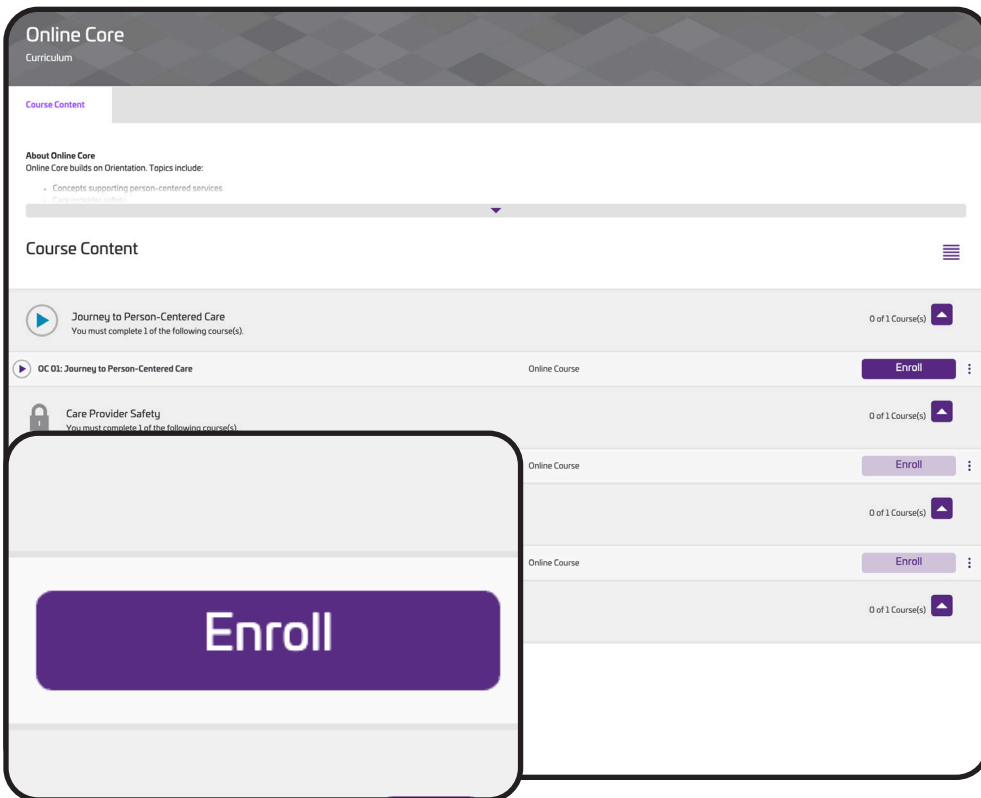 Online Core
Curriculum
Course Content
About Online Core
Online Core builds on Orientation. Topics include:
• Concepts supporting person-centered services
• Care provider safety
Course Content
Journey to Person-Centered Care
0 of 1 Course(s)
You must complete 1 of the following course(s).
OC 01: Journey to Person-Centered Care
Online Course
Enroll
Care Provider Safety
0 of 1 Course(s)
You must complete 1 of the following course(s).
Online Course
Enroll
0 of 1 Course(s)
Online Course
Enroll
0 of 1 Course(s)
Enroll